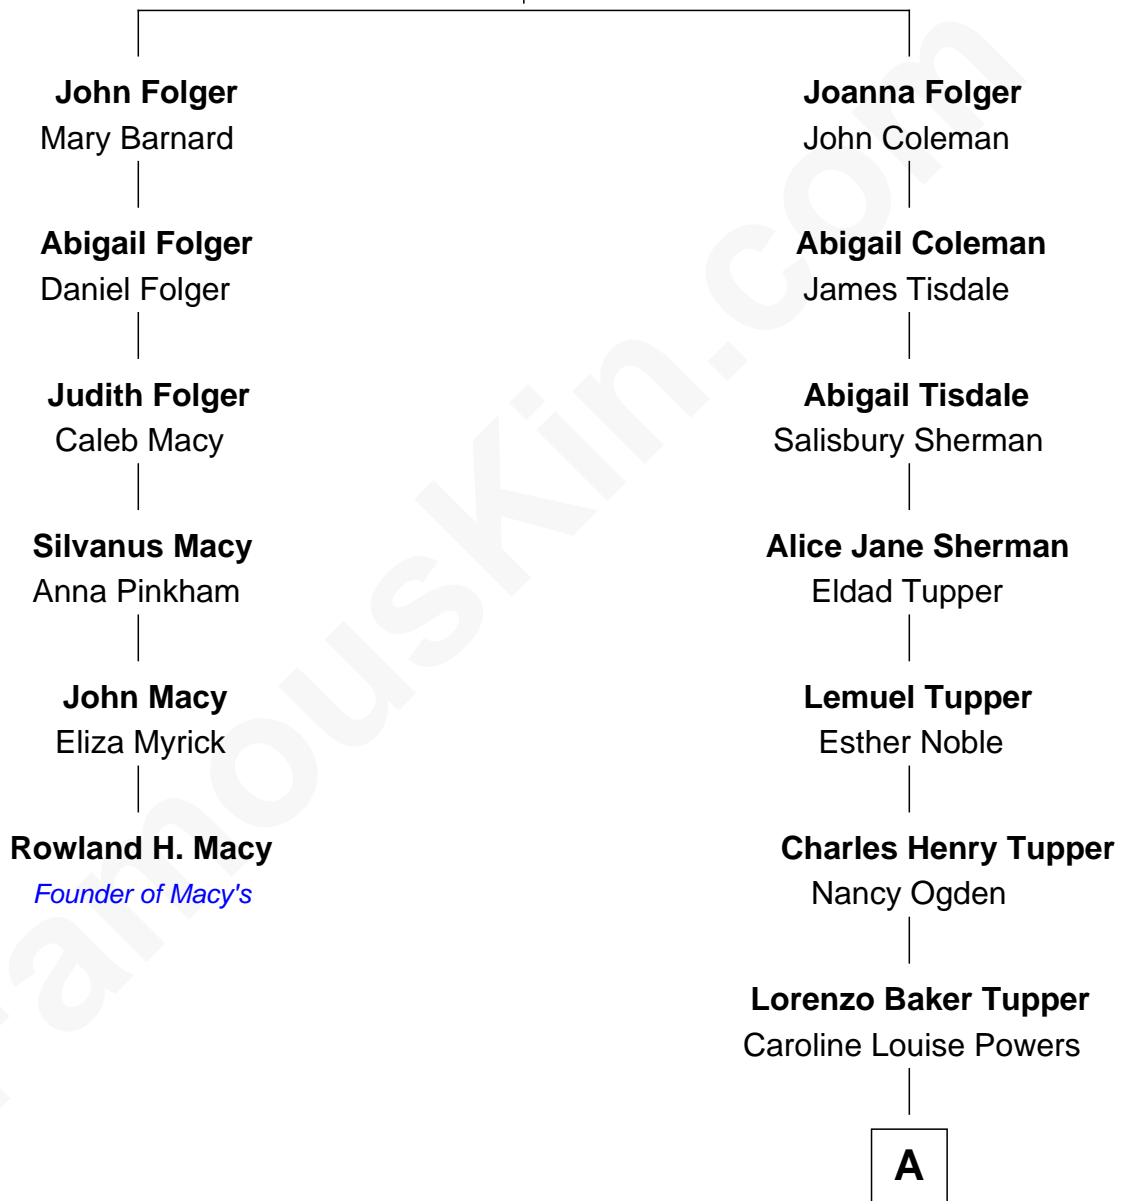 John Folger
Mary Barnard
Joanna Folger
John Coleman
Abigail Folger
Daniel Folger
Abigail Coleman
James Tisdale
Judith Folger
Caleb Macy
Abigail Tisdale
Salisbury Sherman
Silvanus Macy
Anna Pinkham
Alice Jane Sherman
Eldad Tupper
John Macy
Eliza Myrick
Lemuel Tupper
Esther Noble
Rowland H. Macy
Founder of Macy's
Charles Henry Tupper
Nancy Ogden
Lorenzo Baker Tupper
Caroline Louise Powers
A
FamousKin.com